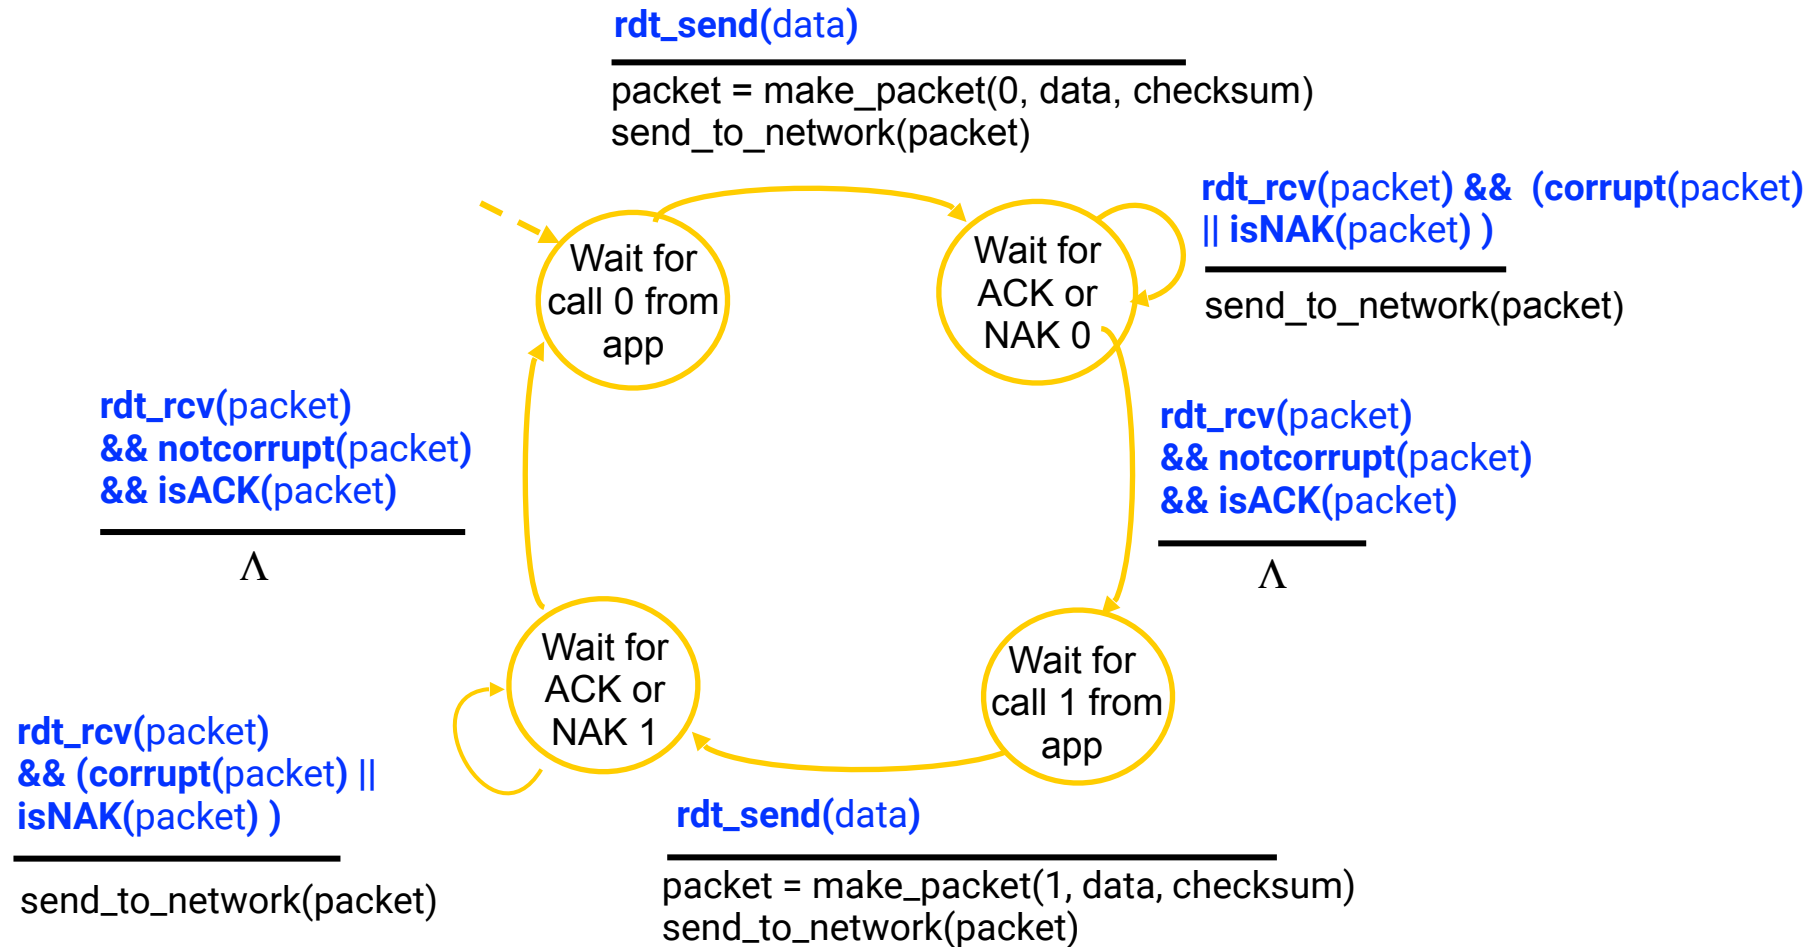 rdt_send(data)
packet = make_packet(0, data, checksum)
send_to_network(packet)
rdt_rcv(packet) && (corrupt(packet)
|| isNAK(packet) )
send_to_network(packet)
Wait for
call 0 from
app
Wait for
ACK or
NAK 0
rdt_rcv(packet)
&& notcorrupt(packet)
&& isACK(packet)
Λ
rdt_rcv(packet)
&& notcorrupt(packet)
&& isACK(packet)
Λ
Wait for
ACK or
NAK 1
Wait for
call 1 from
app
rdt_rcv(packet)
&& (corrupt(packet) ||
isNAK(packet) )
send_to_network(packet)
rdt_send(data)
packet = make_packet(1, data, checksum)
send_to_network(packet)